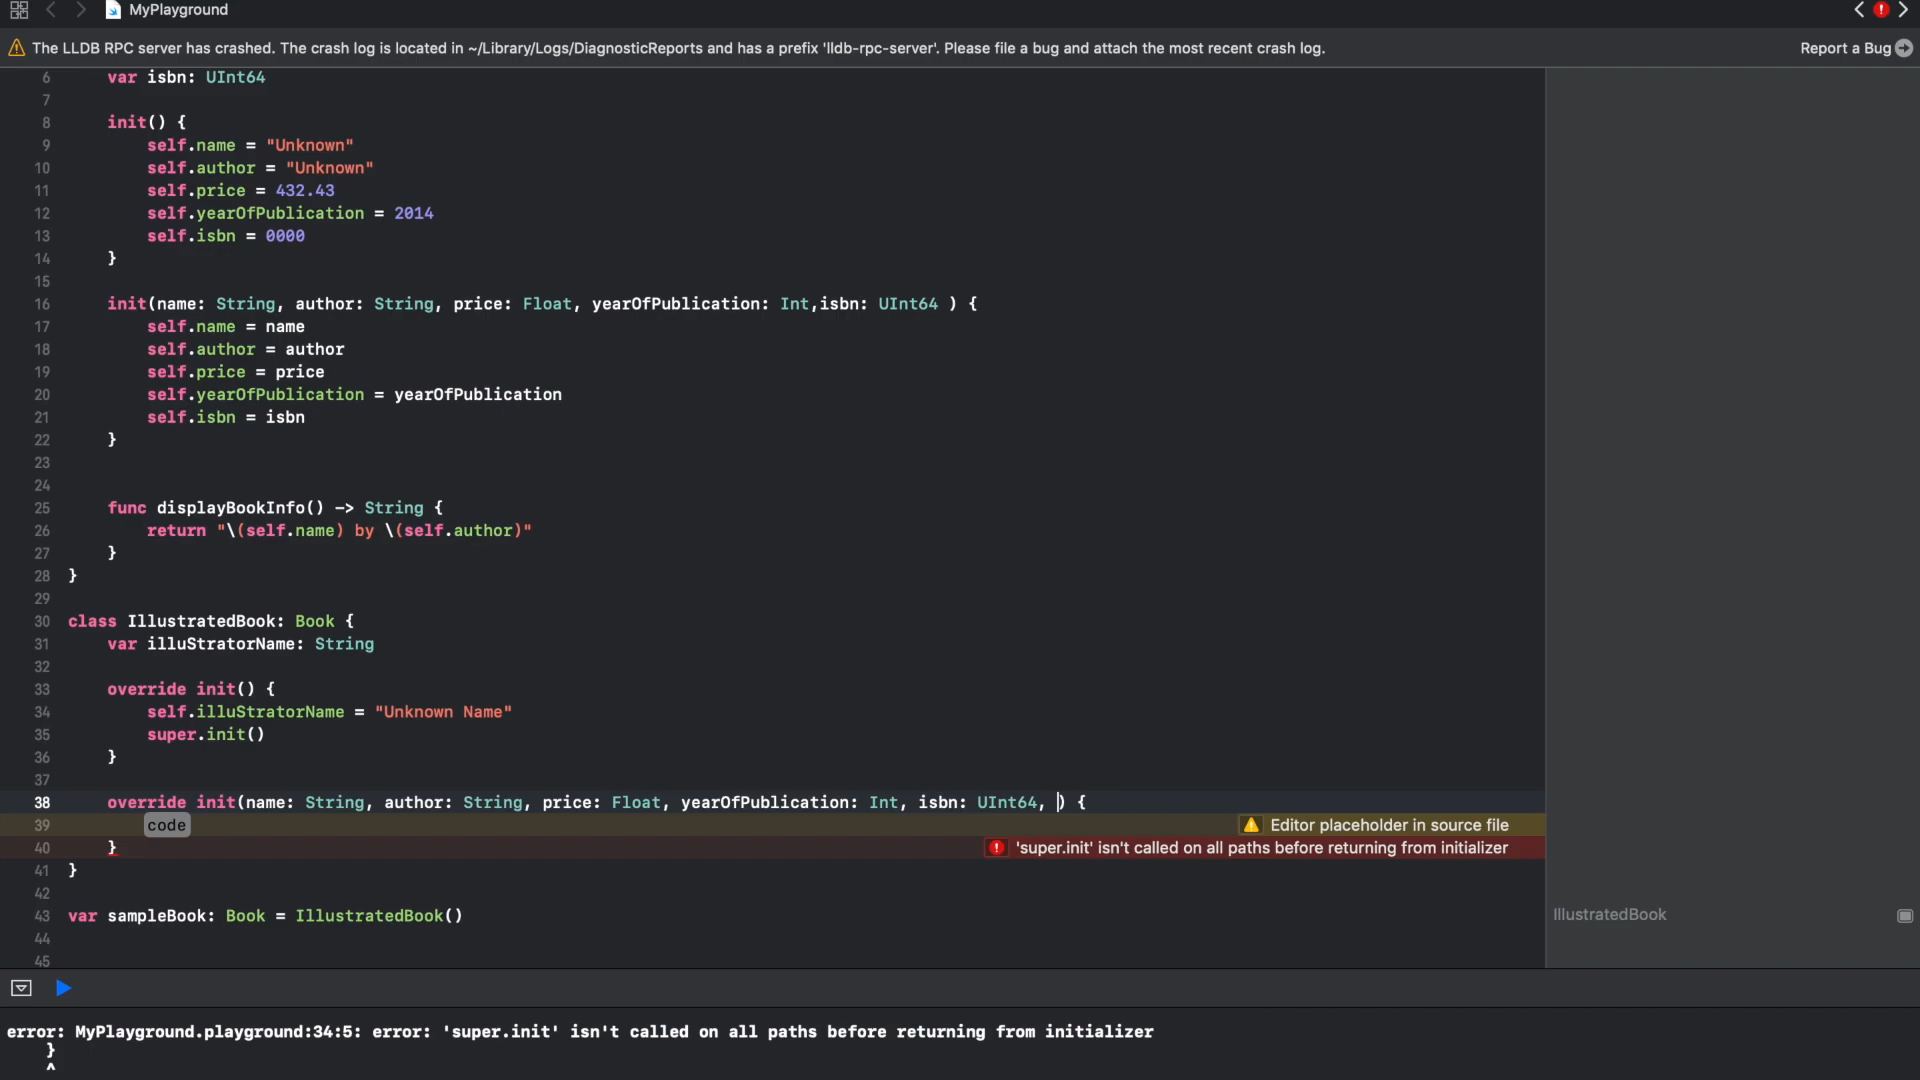 MyPlayground
The LLDB RPC server has crashed. The crash log is located in ~/Library/Logs/DiagnosticReports and has a prefix 'lldb-rpc-server'. Please file a bug and attach the most recent crash log. Report a Bug
6 var isbn: UInt64
7
8 init() {
9 self.name = "Unknown"
10 self.author = "Unknown"
11 self.price = 432.43
12 self.yearOfPublication = 2014
13 self.isbn = 0000
14 }
15
16 init(name: String, author: String, price: Float, yearOfPublication: Int,isbn: UInt64 ) {
17 self.name = name
18 self.author = author
19 self.price = price
20 self.yearOfPublication = yearOfPublication
21 self.isbn = isbn
22 }
23
24
25 func displayBookInfo() -> String {
26 return "\(self.name) by \(self.author)"
27 }
28 }
29
30 class IllustratedBook: Book {
31 var illuStratorName: String
32
33 override init() {
34 self.illuStratorName = "Unknown Name"
35 super.init()
36 }
37
38 override init(name: String, author: String, price: Float, yearOfPublication: Int, isbn: UInt64, ) {
39 code Editor placeholder in source file
40 } 'super.init' isn't called on all paths before returning from initializer
41 }
42
43 var sampleBook: Book = IllustratedBook() IllustratedBook
44
45
error: MyPlayground.playground:34:5: error: 'super.init' isn't called on all paths before returning from initializer
}
^